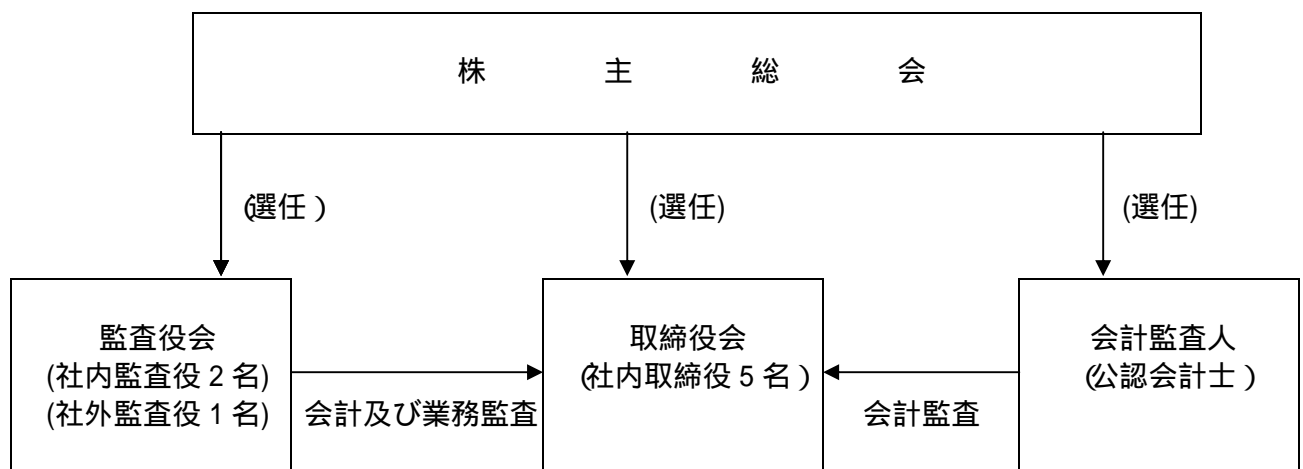 株 主 総 会
(選任)
(選任)
(選任)
監査役会
(社内監査役 2 名)
(社外監査役 1 名)
会計及び業務監査
取締役会
(社内取締役 5 名)
会計監査
会計監査人
(公認会計士)